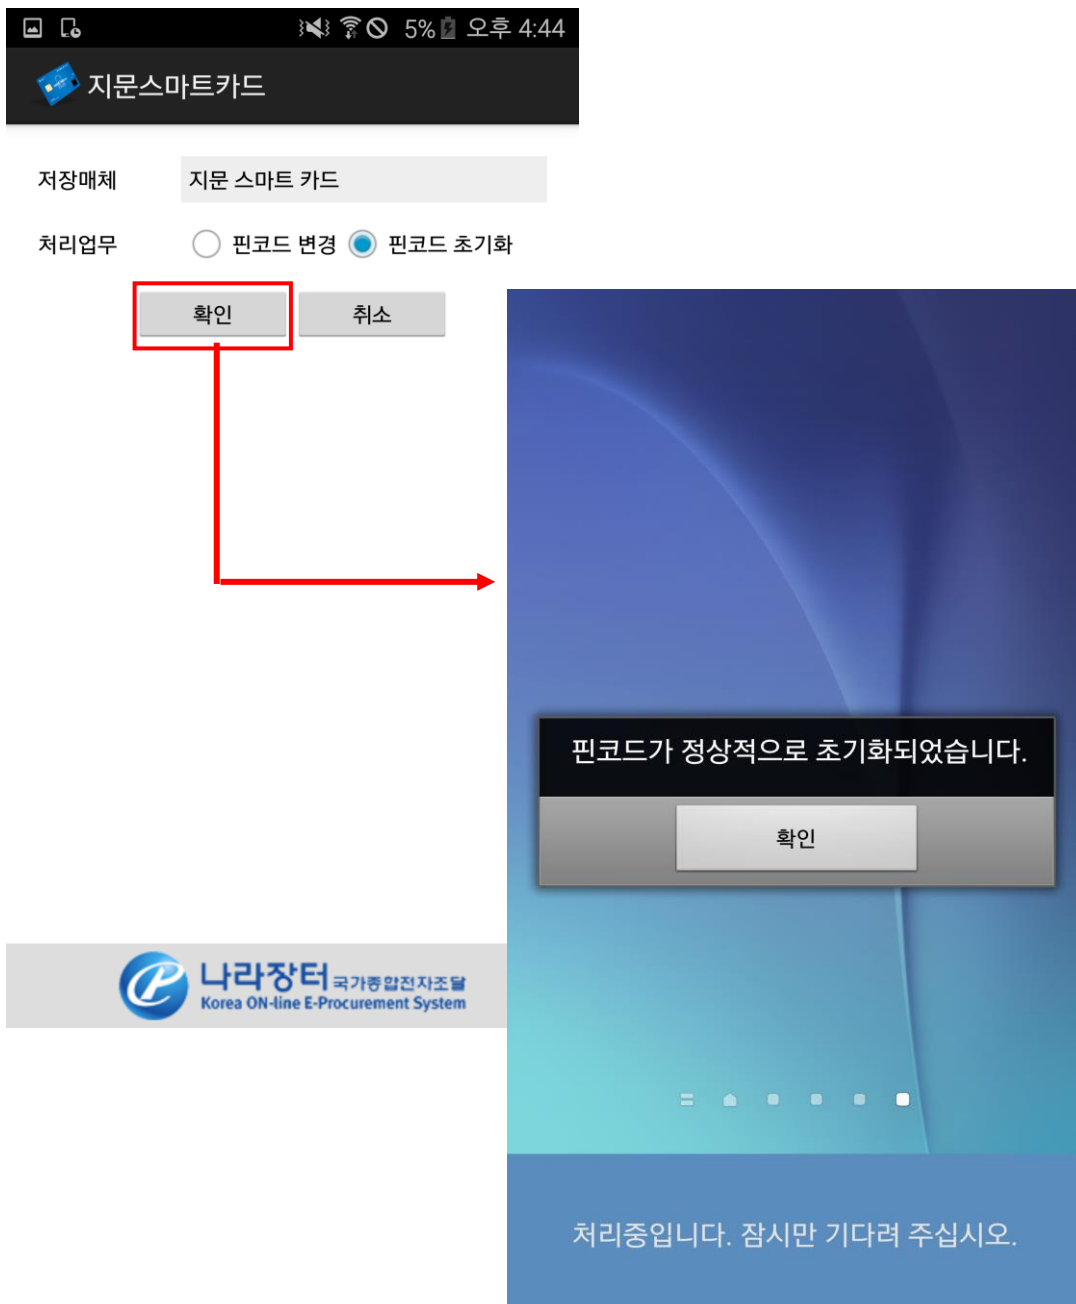 5% 오후 4:44
지문스마트카드
저장매체 지문 스마트 카드
처리업무 핀코드 변경 핀코드 초기화
확인 취소
핀코드가 정상적으로 초기화되었습니다.
확인
나라장터 국가종합전자조달
Korea ON-line E-Procurement System
처리중입니다. 잠시만 기다려 주십시오.